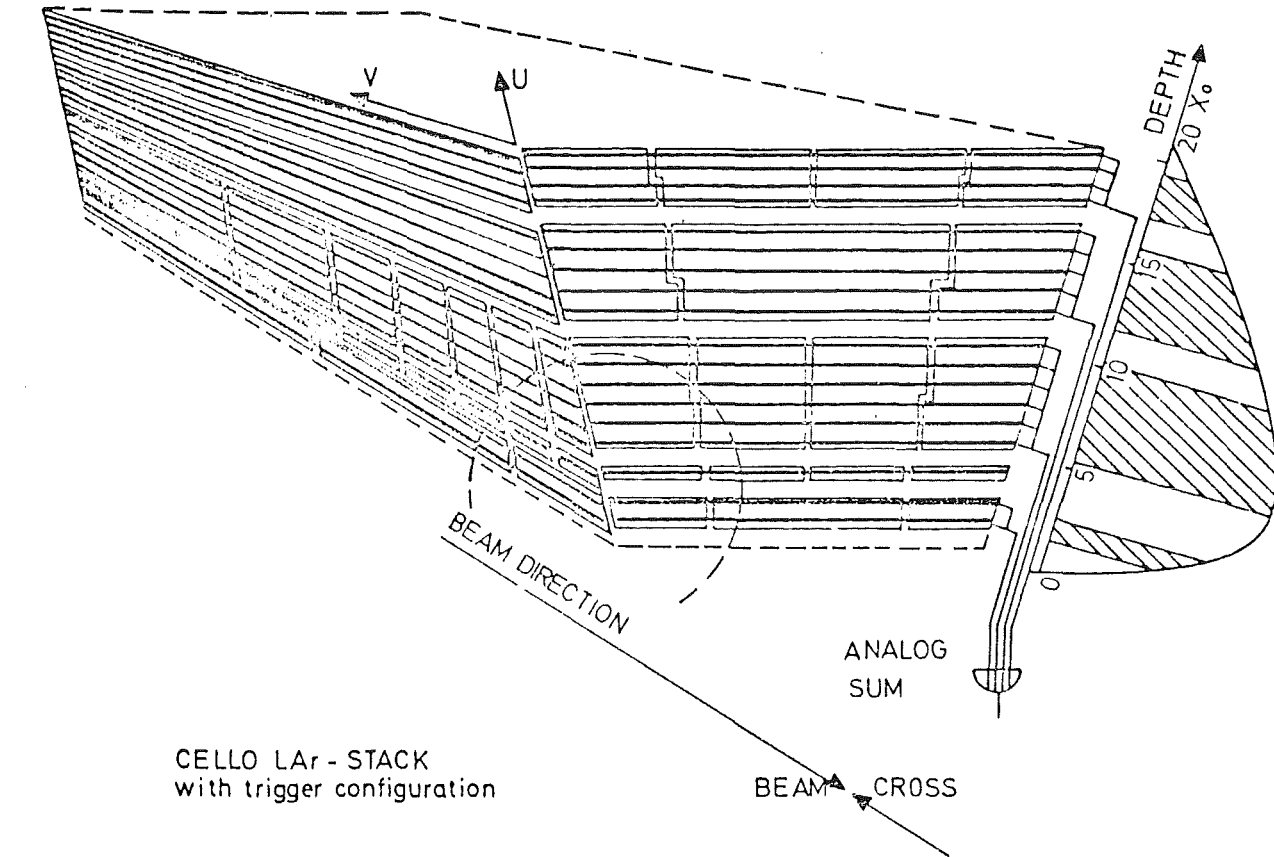 V
U
DEPTH
20 X₀
15
10
5
0
BEAM DIRECTION
ANALOG
SUM
CELLO LAr - STACK
with trigger configuration
BEAM CROSS